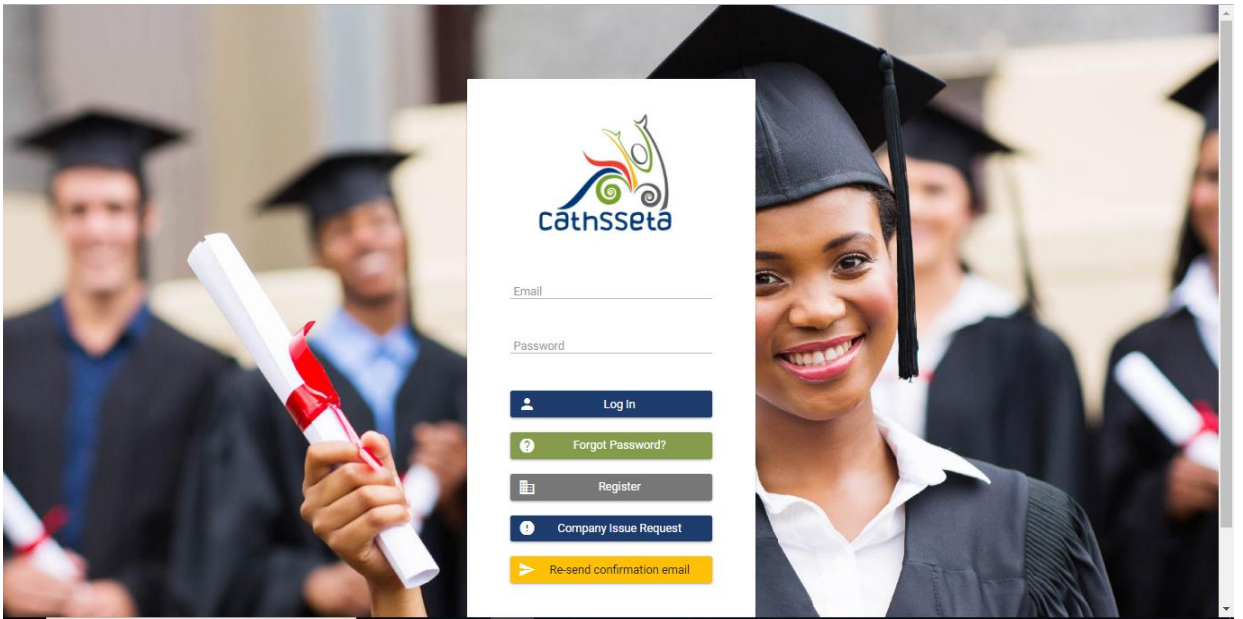 cathsseta
Email
Password
Log In
Forgot Password?
Register
Company Issue Request
Re-send confirmation email